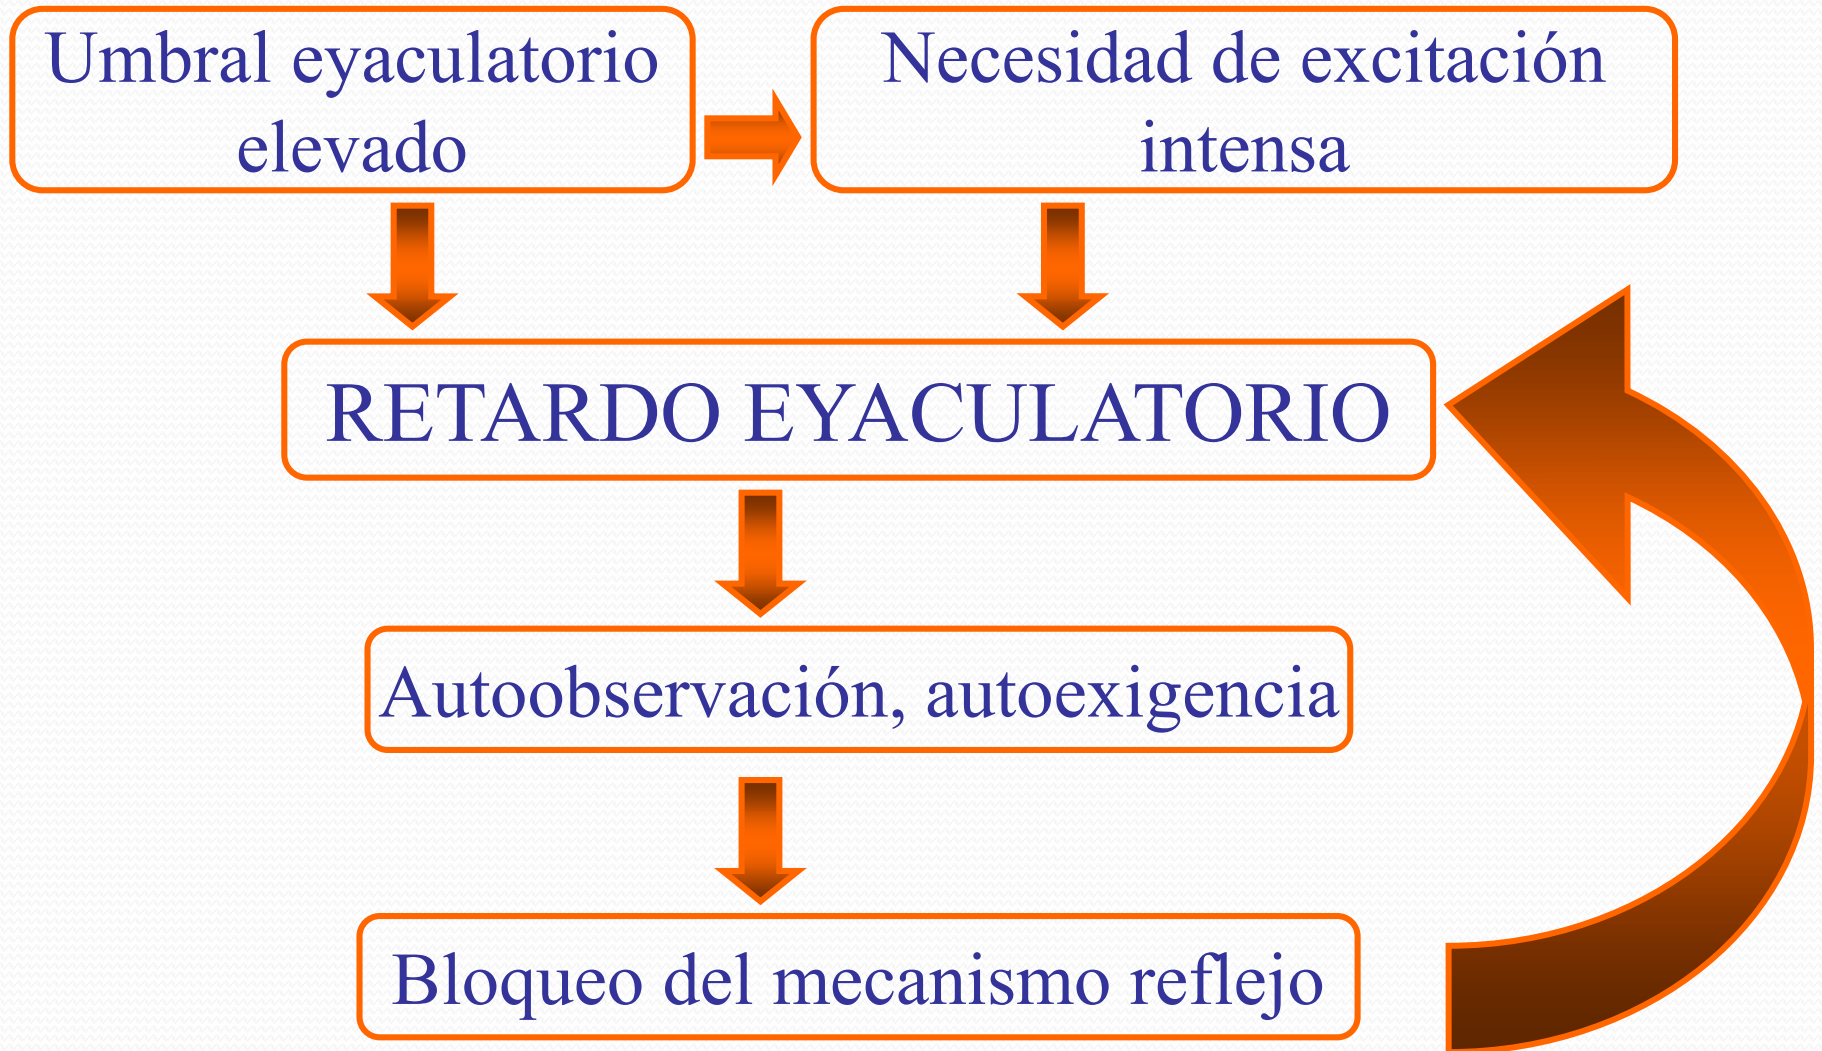 Umbral eyaculatorio
elevado
Necesidad de excitación
intensa
RETARDO EYACULATORIO
Autoobservación, autoexigencia
Bloqueo del mecanismo reflejo